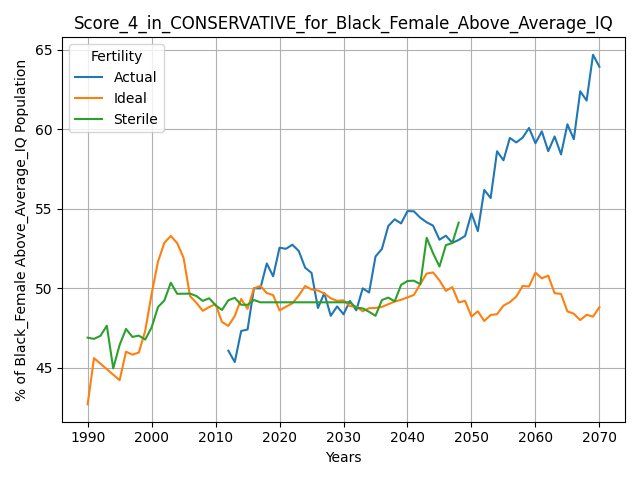 Score_4_in_CONSERVATIVE_for_Black_Female_Above_Average_IQ
% of Black_Female Above_Average_IQ Population
65
60
55
50
45
Fertility
Actual
Ideal
Sterile
1990 2000 2010 2020 2030 2040 2050 2060 2070
Years